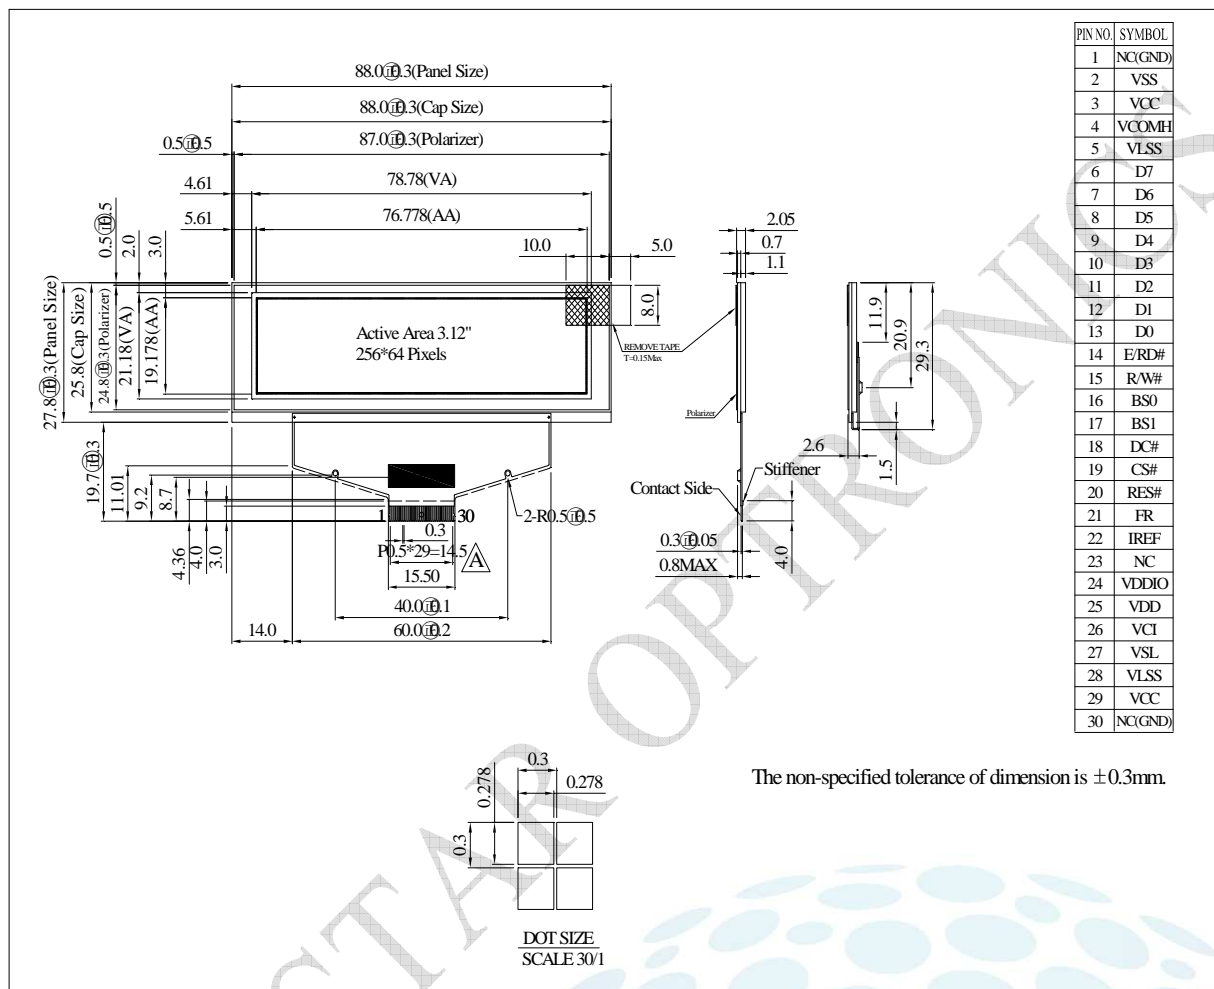 88.0±0.3(Panel Size)
88.0±0.3(Cap Size)
87.0±0.3(Polarizer)
0.5±0.5
78.78(VA)
4.61
76.778(AA)
5.61
10.0
5.0
8.0
0.5±0.5
2.0
3.0
27.8±0.3(Panel Size)
25.8(Cap Size)
24.8±0.3(Polarizer)
21.18(VA)
19.178(AA)
Active Area 3.12"
256*64 Pixels
REMOVE TAPE
T=0.15Max
Polarizer
2.05
0.7
1.1
11.9
20.9
29.3
2.6
1.5
Stiffener
Contact Side
0.3±0.05
0.8MAX
4.0
19.7±0.3
11.01
9.2
8.7
4.36
4.0
3.0
1
30
0.3
P0.5*29=14.5
A
15.50
2-R0.5±0.5
40.0±0.1
14.0
60.0±0.2
0.3
0.278
0.278
0.3
DOT SIZE
SCALE 30/1
PIN NO. SYMBOL
1 NC(GND)
2 VSS
3 VCC
4 VCOMH
5 VLSS
6 D7
7 D6
8 D5
9 D4
10 D3
11 D2
12 D1
13 D0
14 E/RD#
15 R/W#
16 BS0
17 BS1
18 DC#
19 CS#
20 RES#
21 FR
22 IREF
23 NC
24 VDDIO
25 VDD
26 VCI
27 VSL
28 VLSS
29 VCC
30 NC(GND)
The non-specified tolerance of dimension is ±0.3mm.
STAR OPTRONICS